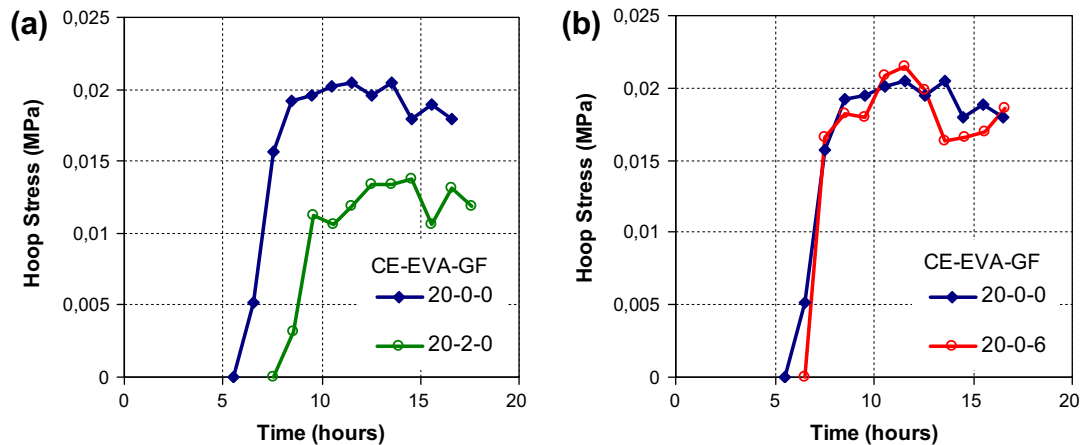 (a)
Hoop Stress (MPa)
0,025
0,02
0,015
0,01
0,005
0
0 5 10 15 20
Time (hours)
CE-EVA-GF
20-0-0
20-2-0
(b)
Hoop Stress (MPa)
0,025
0,02
0,015
0,01
0,005
0
0 5 10 15 20
Time (hours)
CE-EVA-GF
20-0-0
20-0-6